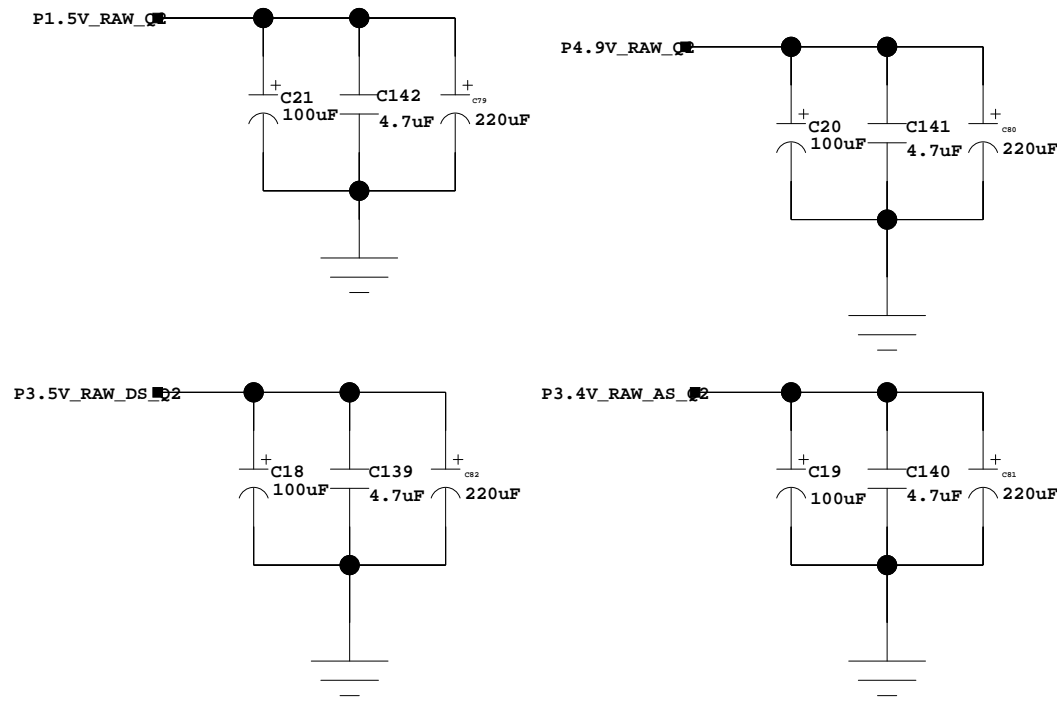 P1.5V_RAW_Q2
+ C21 100uF
C142 4.7uF
+ C79 220uF
P4.9V_RAW_Q2
+ C20 100uF
C141 4.7uF
+ C80 220uF
P3.5V_RAW_DS_Q2
+ C18 100uF
C139 4.7uF
+ C82 220uF
P3.4V_RAW_AS_Q2
+ C19 100uF
C140 4.7uF
+ C81 220uF